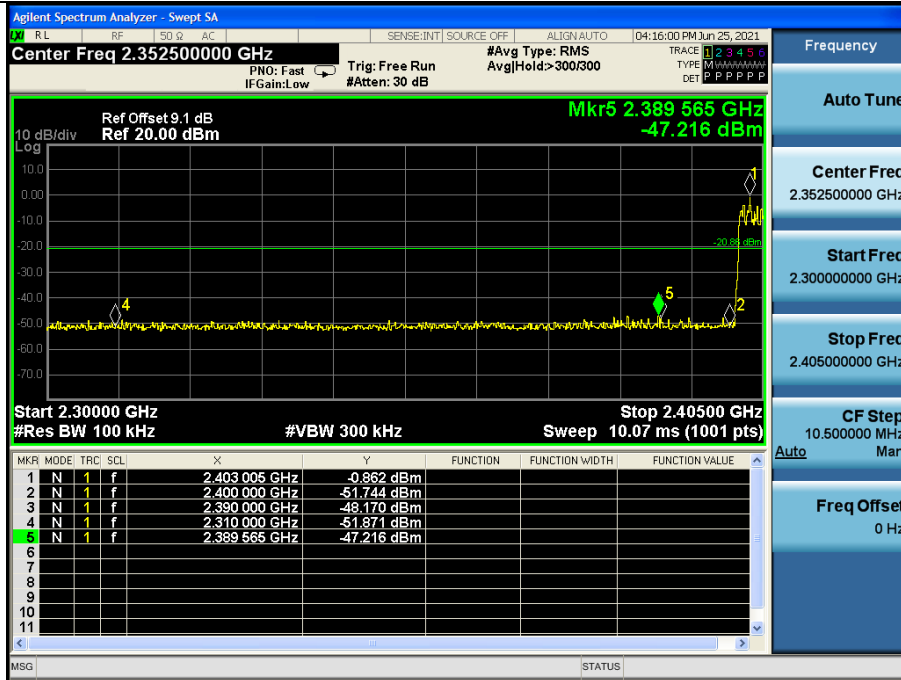 Agilent Spectrum Analyzer - Swept SA
LXI RL RF 50 Ω AC SENSE:INT SOURCE OFF ALIGN AUTO 04:16:00 PM Jun 25, 2021
Center Freq 2.352500000 GHz
PNO: Fast
IFGain:Low
Trig: Free Run
#Atten: 30 dB
#Avg Type: RMS
Avg|Hold:>300/300
TRACE 1 2 3 4 5 6
TYPE M
DET P P P P P P
Frequency
Auto Tune
Center Freq
2.352500000 GHz
Start Freq
2.300000000 GHz
Stop Freq
2.405000000 GHz
CF Step
10.500000 MHz
Auto Man
Freq Offset
0 Hz
Mkr5 2.389 565 GHz
-47.216 dBm
Ref Offset 9.1 dB
10 dB/div Ref 20.00 dBm
Log
10.0
0.00
-10.0
-20.0
-30.0
-40.0
-50.0
-60.0
-70.0
1
-20.86 dBm
4
5
2
Start 2.30000 GHz Stop 2.40500 GHz
#Res BW 100 kHz #VBW 300 kHz Sweep 10.07 ms (1001 pts)
MKR MODE TRC SCL X Y FUNCTION FUNCTION WIDTH FUNCTION VALUE
1 N 1 f 2.403 005 GHz -0.862 dBm
2 N 1 f 2.400 000 GHz -51.744 dBm
3 N 1 f 2.390 000 GHz -48.170 dBm
4 N 1 f 2.310 000 GHz -51.871 dBm
5 N 1 f 2.389 565 GHz -47.216 dBm
6
7
8
9
10
11
MSG STATUS